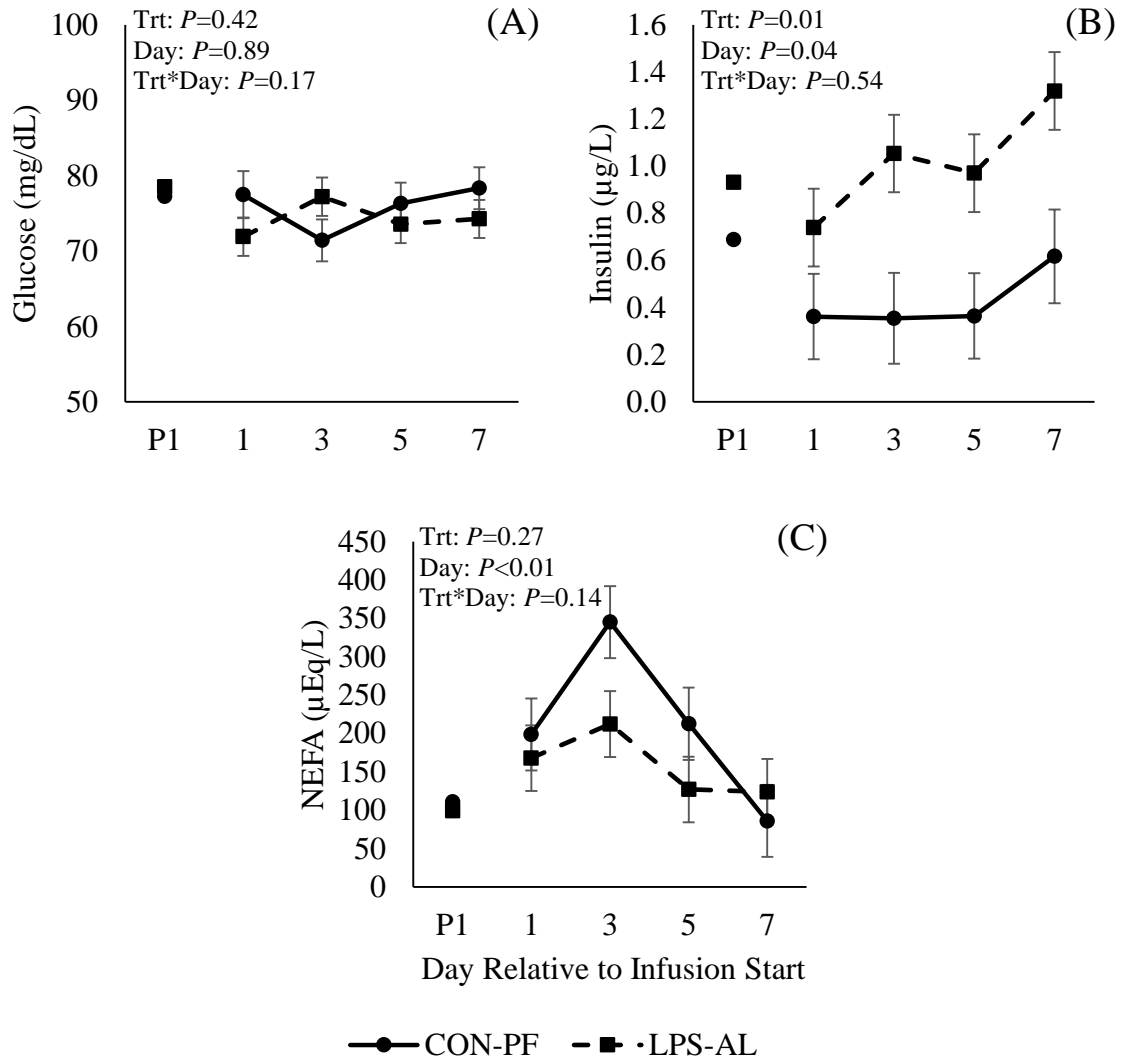 (A)
Trt: P=0.42
Day: P=0.89
Trt*Day: P=0.17
Glucose (mg/dL)
100
90
80
70
60
50
P1 1 3 5 7
(B)
Trt: P=0.01
Day: P=0.04
Trt*Day: P=0.54
Insulin (µg/L)
1.6
1.4
1.2
1.0
0.8
0.6
0.4
0.2
0.0
P1 1 3 5 7
(C)
Trt: P=0.27
Day: P<0.01
Trt*Day: P=0.14
NEFA (µEq/L)
450
400
350
300
250
200
150
100
50
0
P1 1 3 5 7
Day Relative to Infusion Start
CON-PF LPS-AL